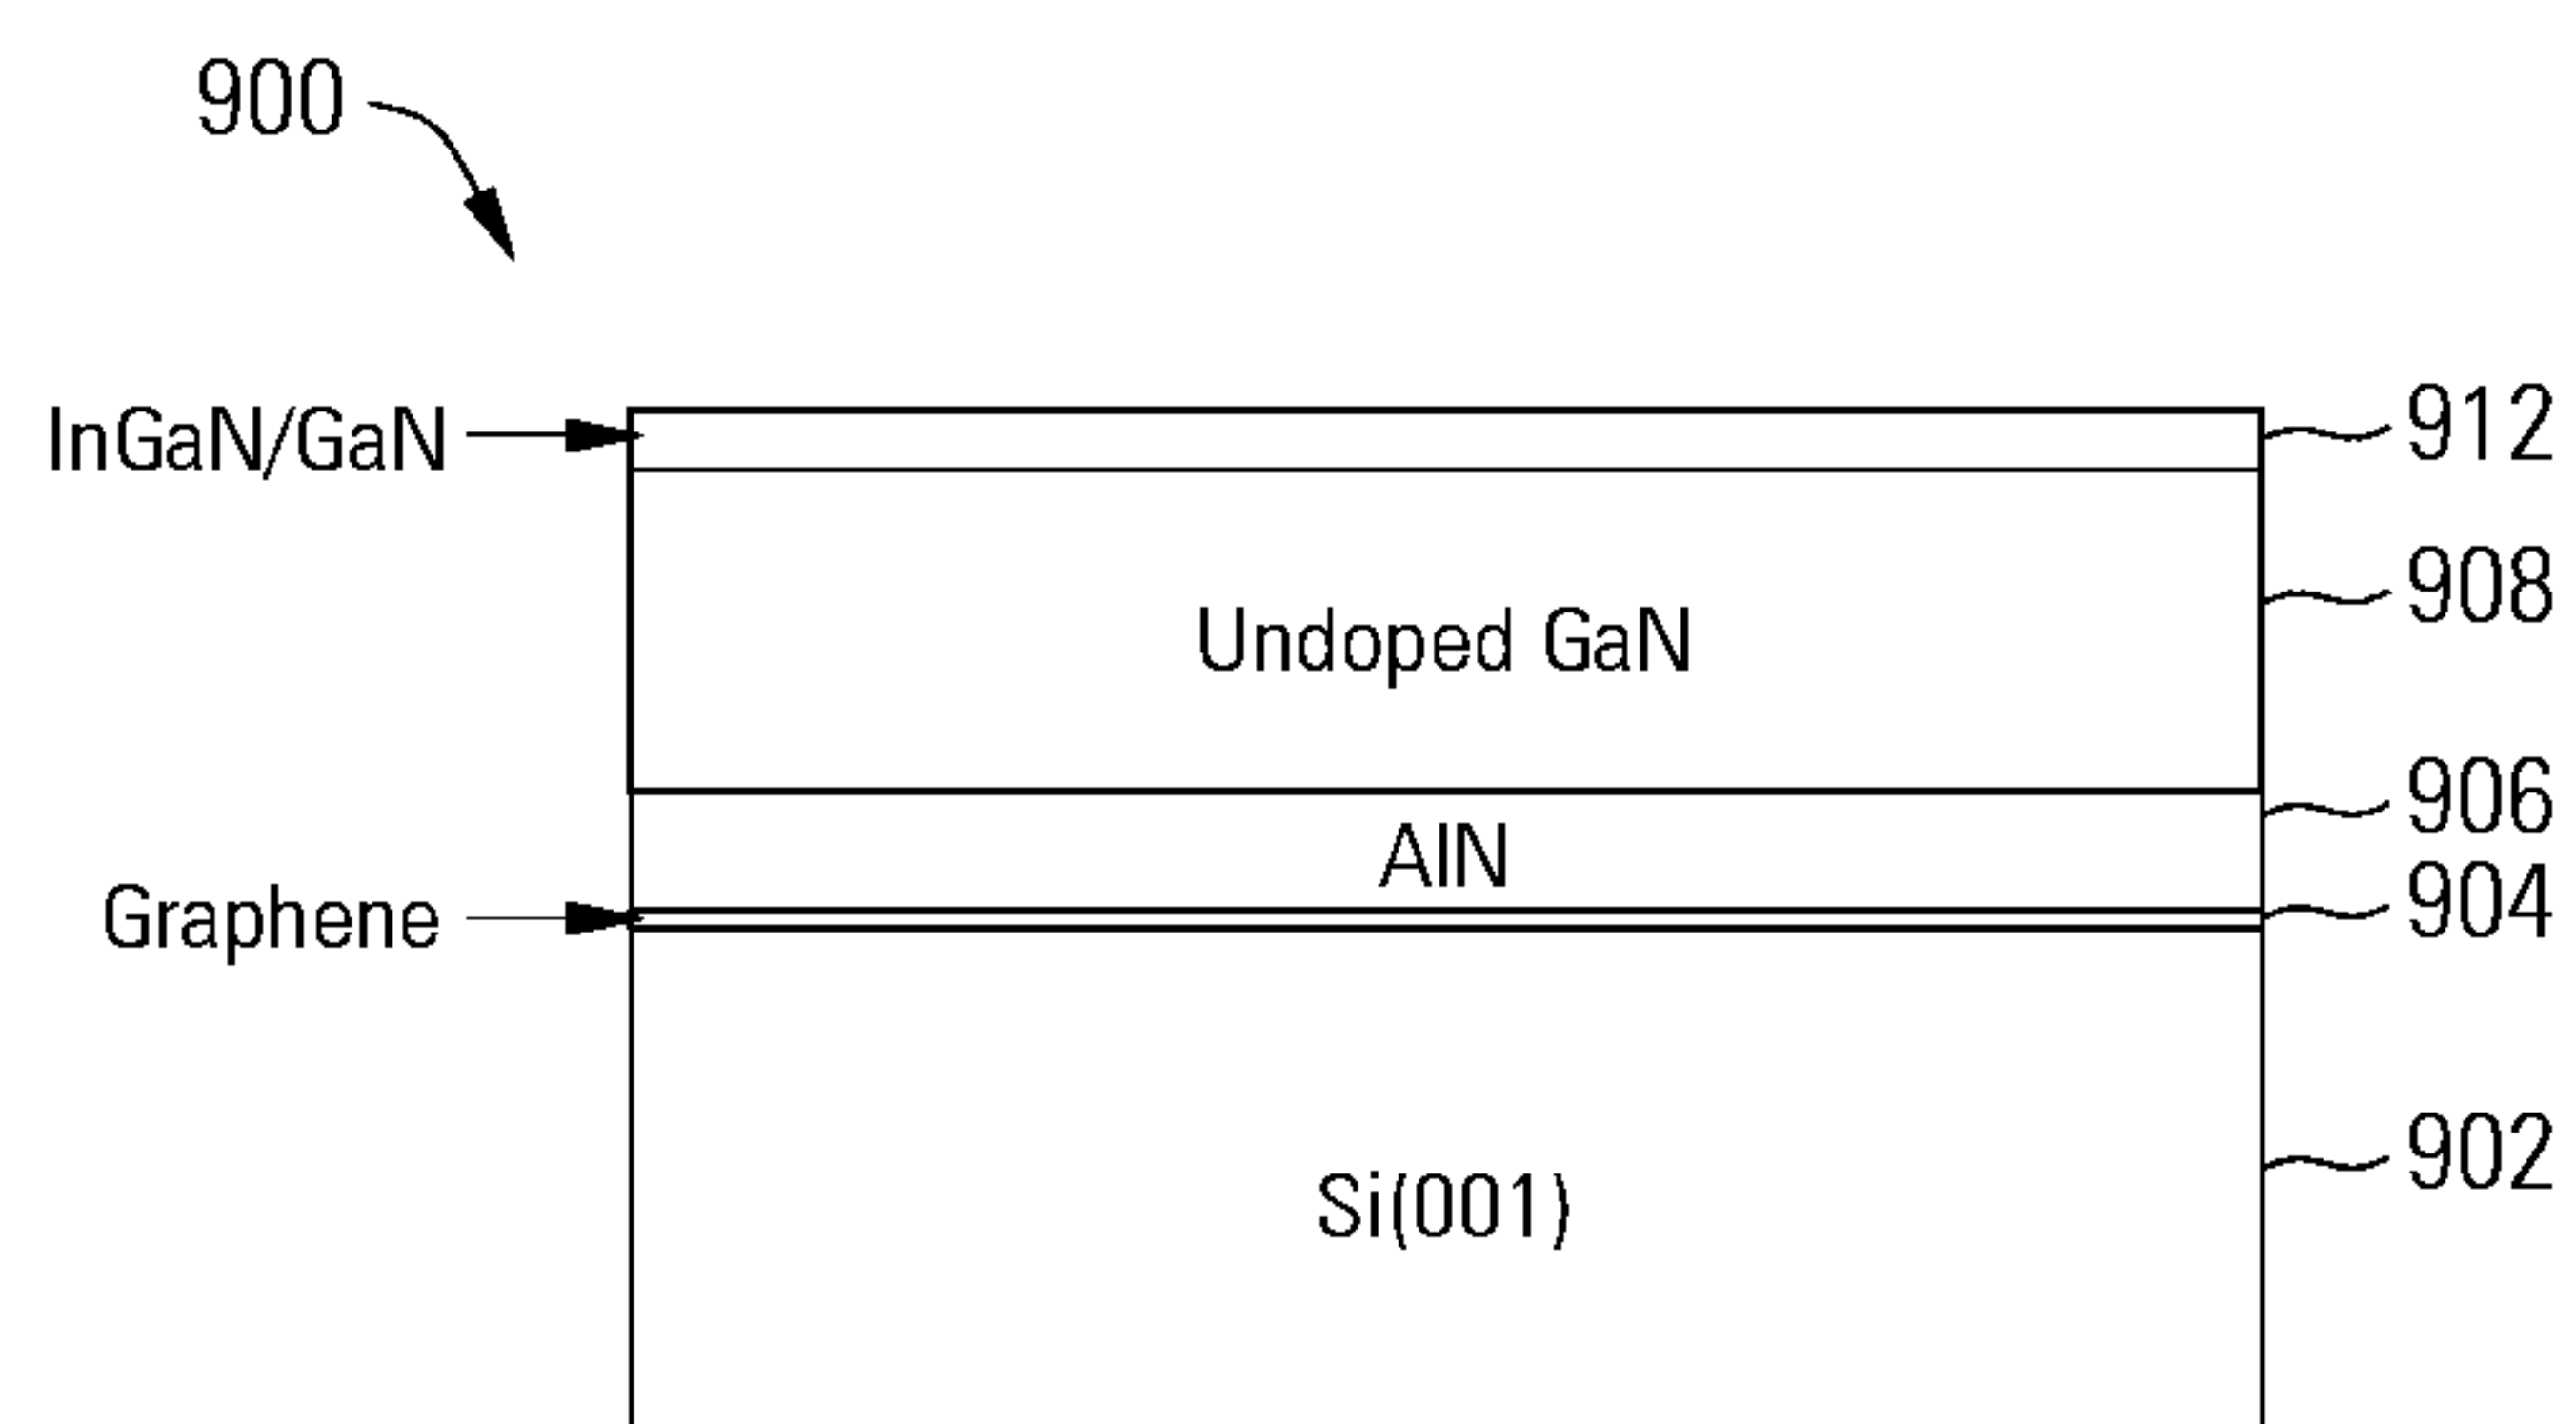 900
InGaN/GaN
912
908
Undoped GaN
906
AlN
904
Graphene
902
Si(001)